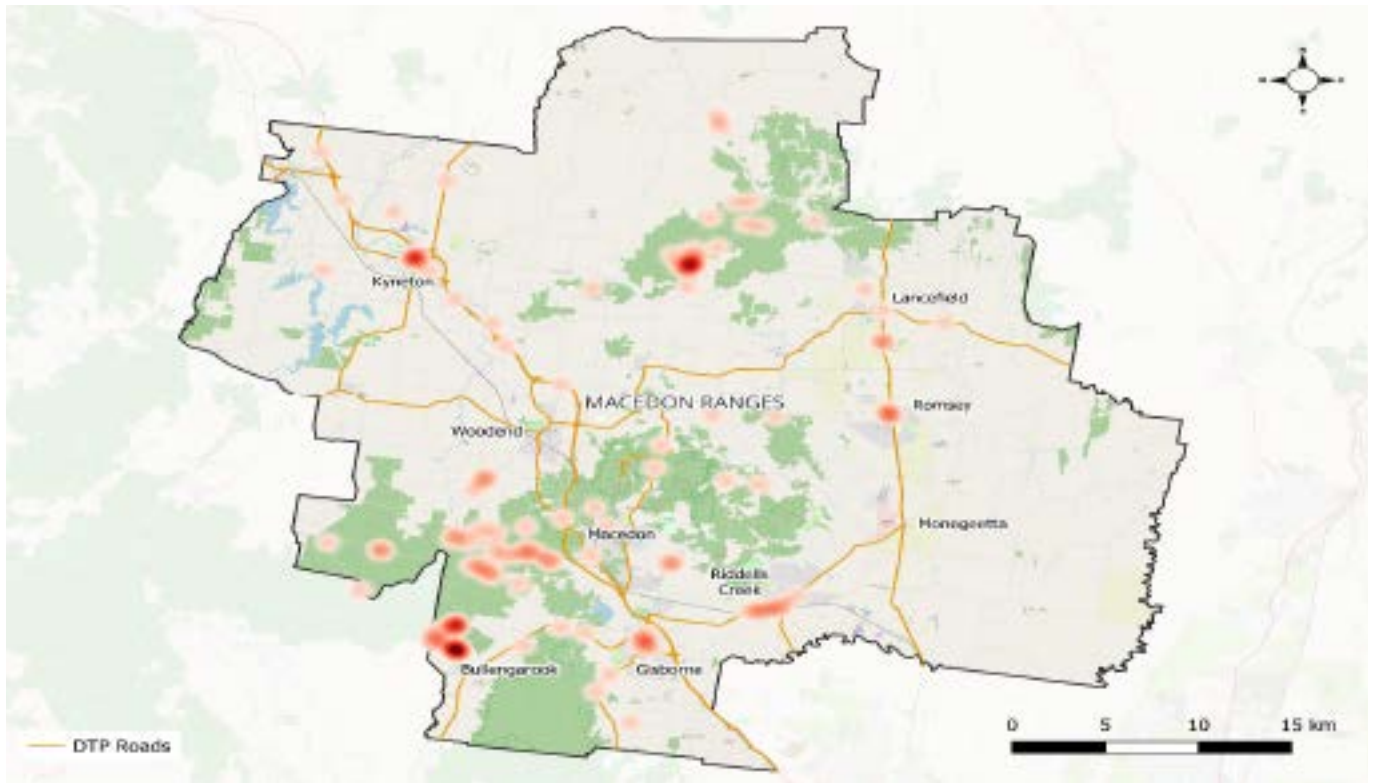 Kyneton
Lancefield
MACEDON RANGES
Romsey
Woodend
Macedon
Monegeetta
Riddells
Creek
Bullengarook
Gisborne
0 5 10 15 km
DTP Roads